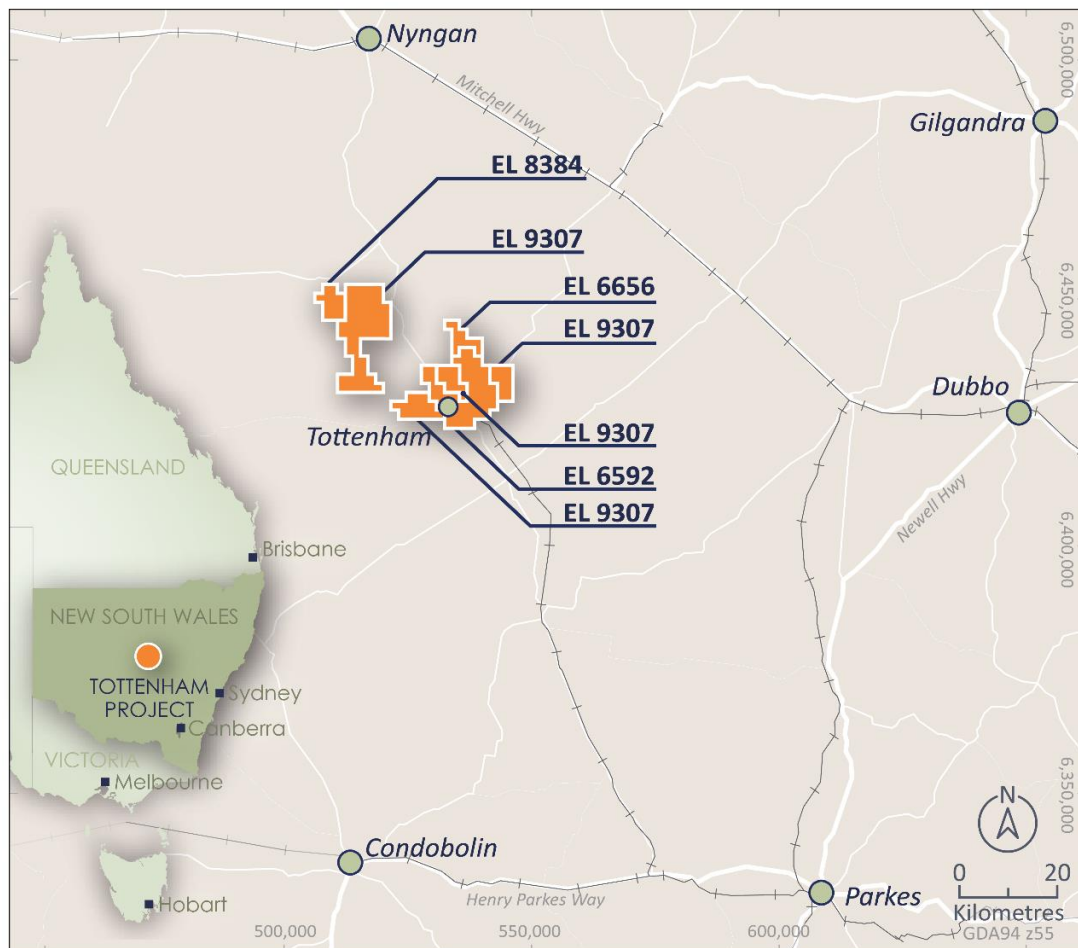 Nyngan
Mitchell Hwy
6,500,000
Gilgandra
EL 8384
EL 9307
EL 6656
6,450,000
EL 9307
Dubbo
Tottenham
EL 9307
QUEENSLAND
EL 6592
EL 9307
Newell Hwy
Brisbane
6,400,000
NEW SOUTH WALES
TOTTENHAM
PROJECT
Sydney
Canberra
VICTORIA
Melbourne
6,350,000
N
Condobolin
0 20
Kilometres
GDA94 z55
Henry Parkes Way
Parkes
Hobart
500,000
550,000
600,000